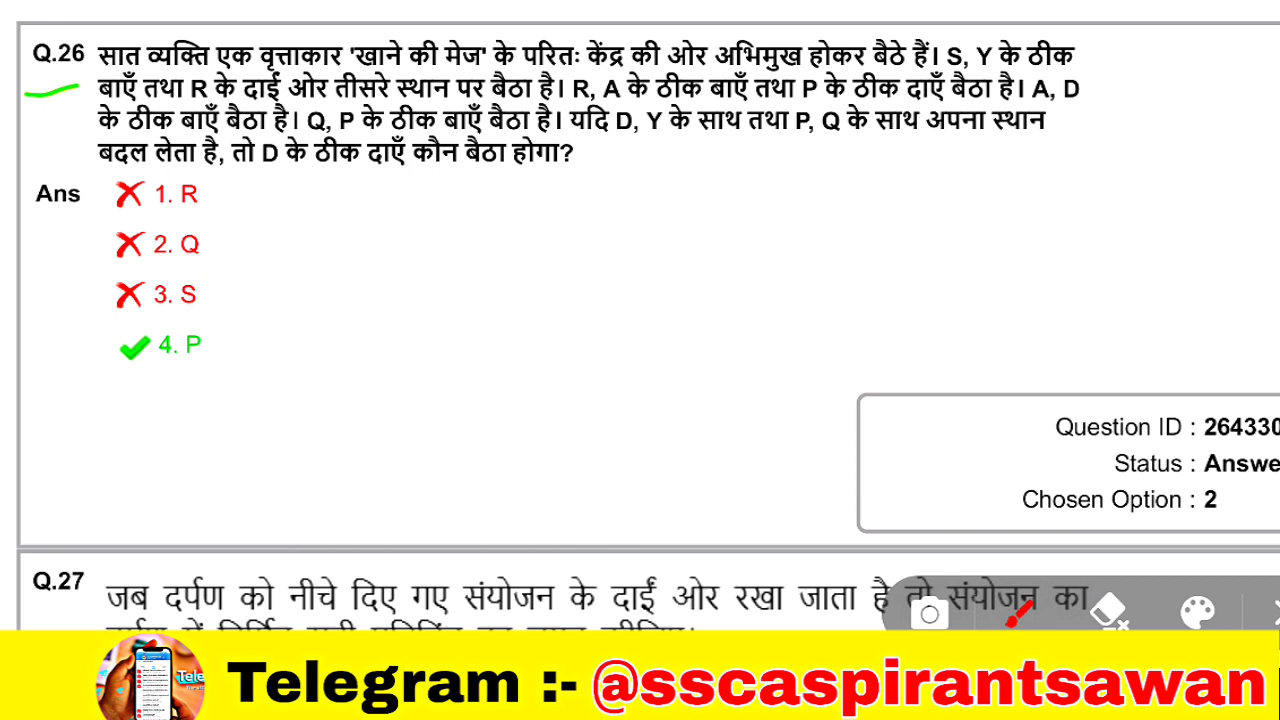 Q.26 सात व्यक्ति एक वृत्ताकार 'खाने की मेज' के परितः केंद्र की ओर अभिमुख होकर बैठे हैं। S, Y के ठीक
बाएँ तथा R के दाईं ओर तीसरे स्थान पर बैठा है। R, A के ठीक बाएँ तथा P के ठीक दाएँ बैठा है। A, D
के ठीक बाएँ बैठा है। Q, P के ठीक बाएँ बैठा है। यदि D, Y के साथ तथा P, Q के साथ अपना स्थान
बदल लेता है, तो D के ठीक दाएँ कौन बैठा होगा?
Ans 1. R
2. Q
3. S
4. P
Question ID : 264330
Status : Answe
Chosen Option : 2
Q.27 जब दर्पण को नीचे दिए गए संयोजन के दाईं ओर रखा जाता है तो संयोजन का
Telegram :- @sscaspirantsawan